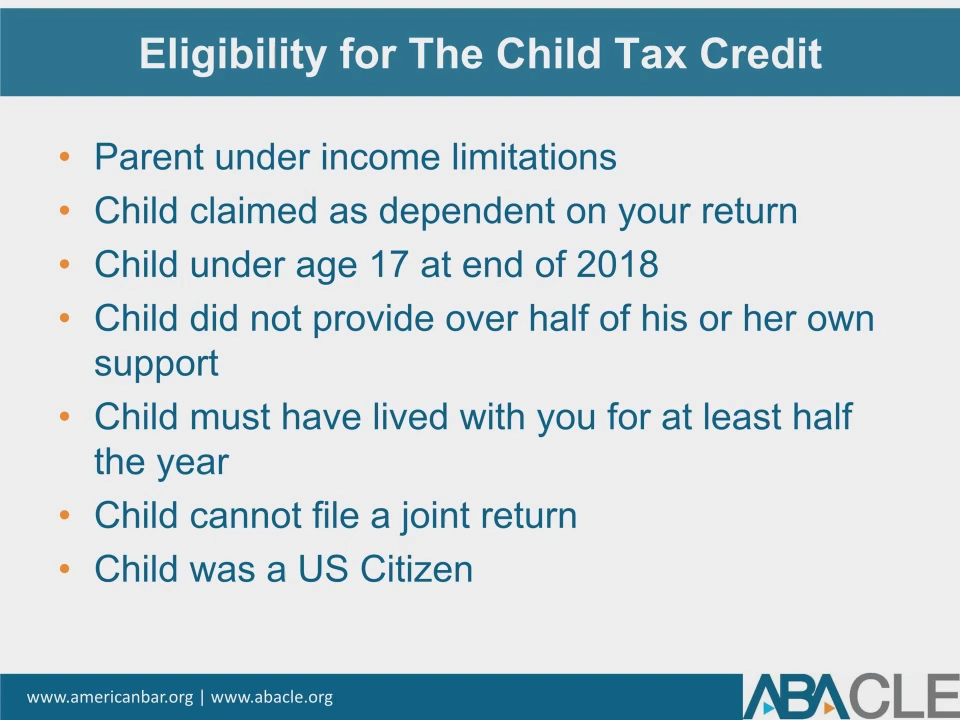 Eligibility for The Child Tax Credit
• Parent under income limitations
• Child claimed as dependent on your return
• Child under age 17 at end of 2018
• Child did not provide over half of his or her own
support
• Child must have lived with you for at least half
the year
• Child cannot file a joint return
• Child was a US Citizen
www.americanbar.org | www.abacle.org
ABACLE